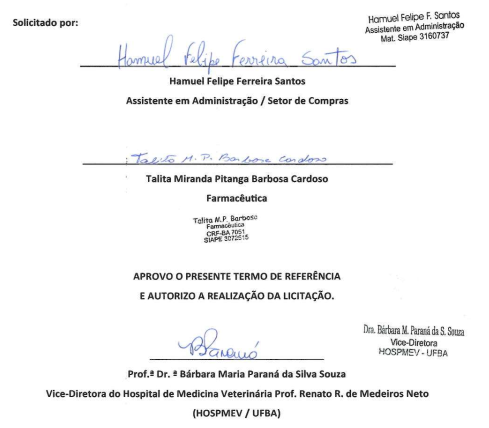 Solicitado por:
Hamuel Felipe F. Santos
Assistente em Administração
Mat. Siape 3160737
Hamuel Felipe Ferreira Santos
Hamuel Felipe Ferreira Santos
Assistente em Administração / Setor de Compras
Talita M. P. Barbosa Cardoso
Talita Miranda Pitanga Barbosa Cardoso
Farmacêutica
Talita M.P. Barbosa
Farmacêutica
CRF-BA 7051
SIAPE 3072515
APROVO O PRESENTE TERMO DE REFERÊNCIA
E AUTORIZO A REALIZAÇÃO DA LICITAÇÃO.
Dra. Bárbara M. Paraná da S. Souza
Vice-Diretora
HOSPMEV - UFBA
BParaná
Prof.ª Dr. ª Bárbara Maria Paraná da Silva Souza
Vice-Diretora do Hospital de Medicina Veterinária Prof. Renato R. de Medeiros Neto
(HOSPMEV / UFBA)